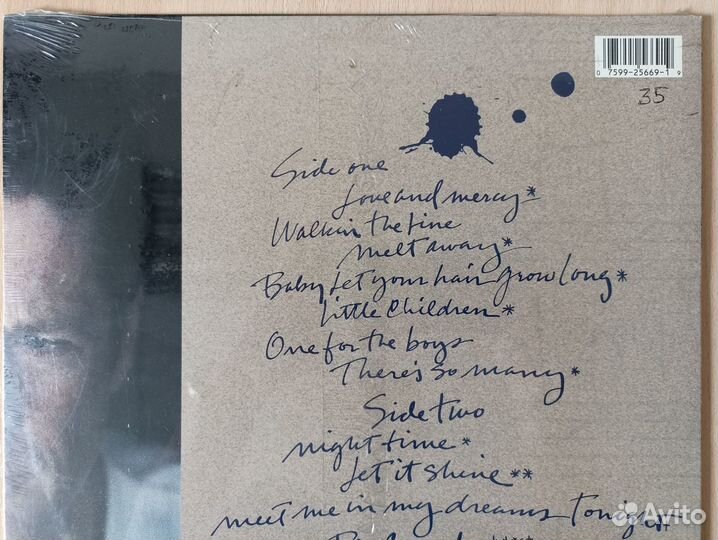 0 7599-25669-1 9
35
Side one
Love and mercy*
Walkin the line
Melt away*
Baby let your hair grow long*
Little children*
One for the boys
There's so many*
Side two
night time*
Let it shine**
meet me in my dreams tonight
Avito